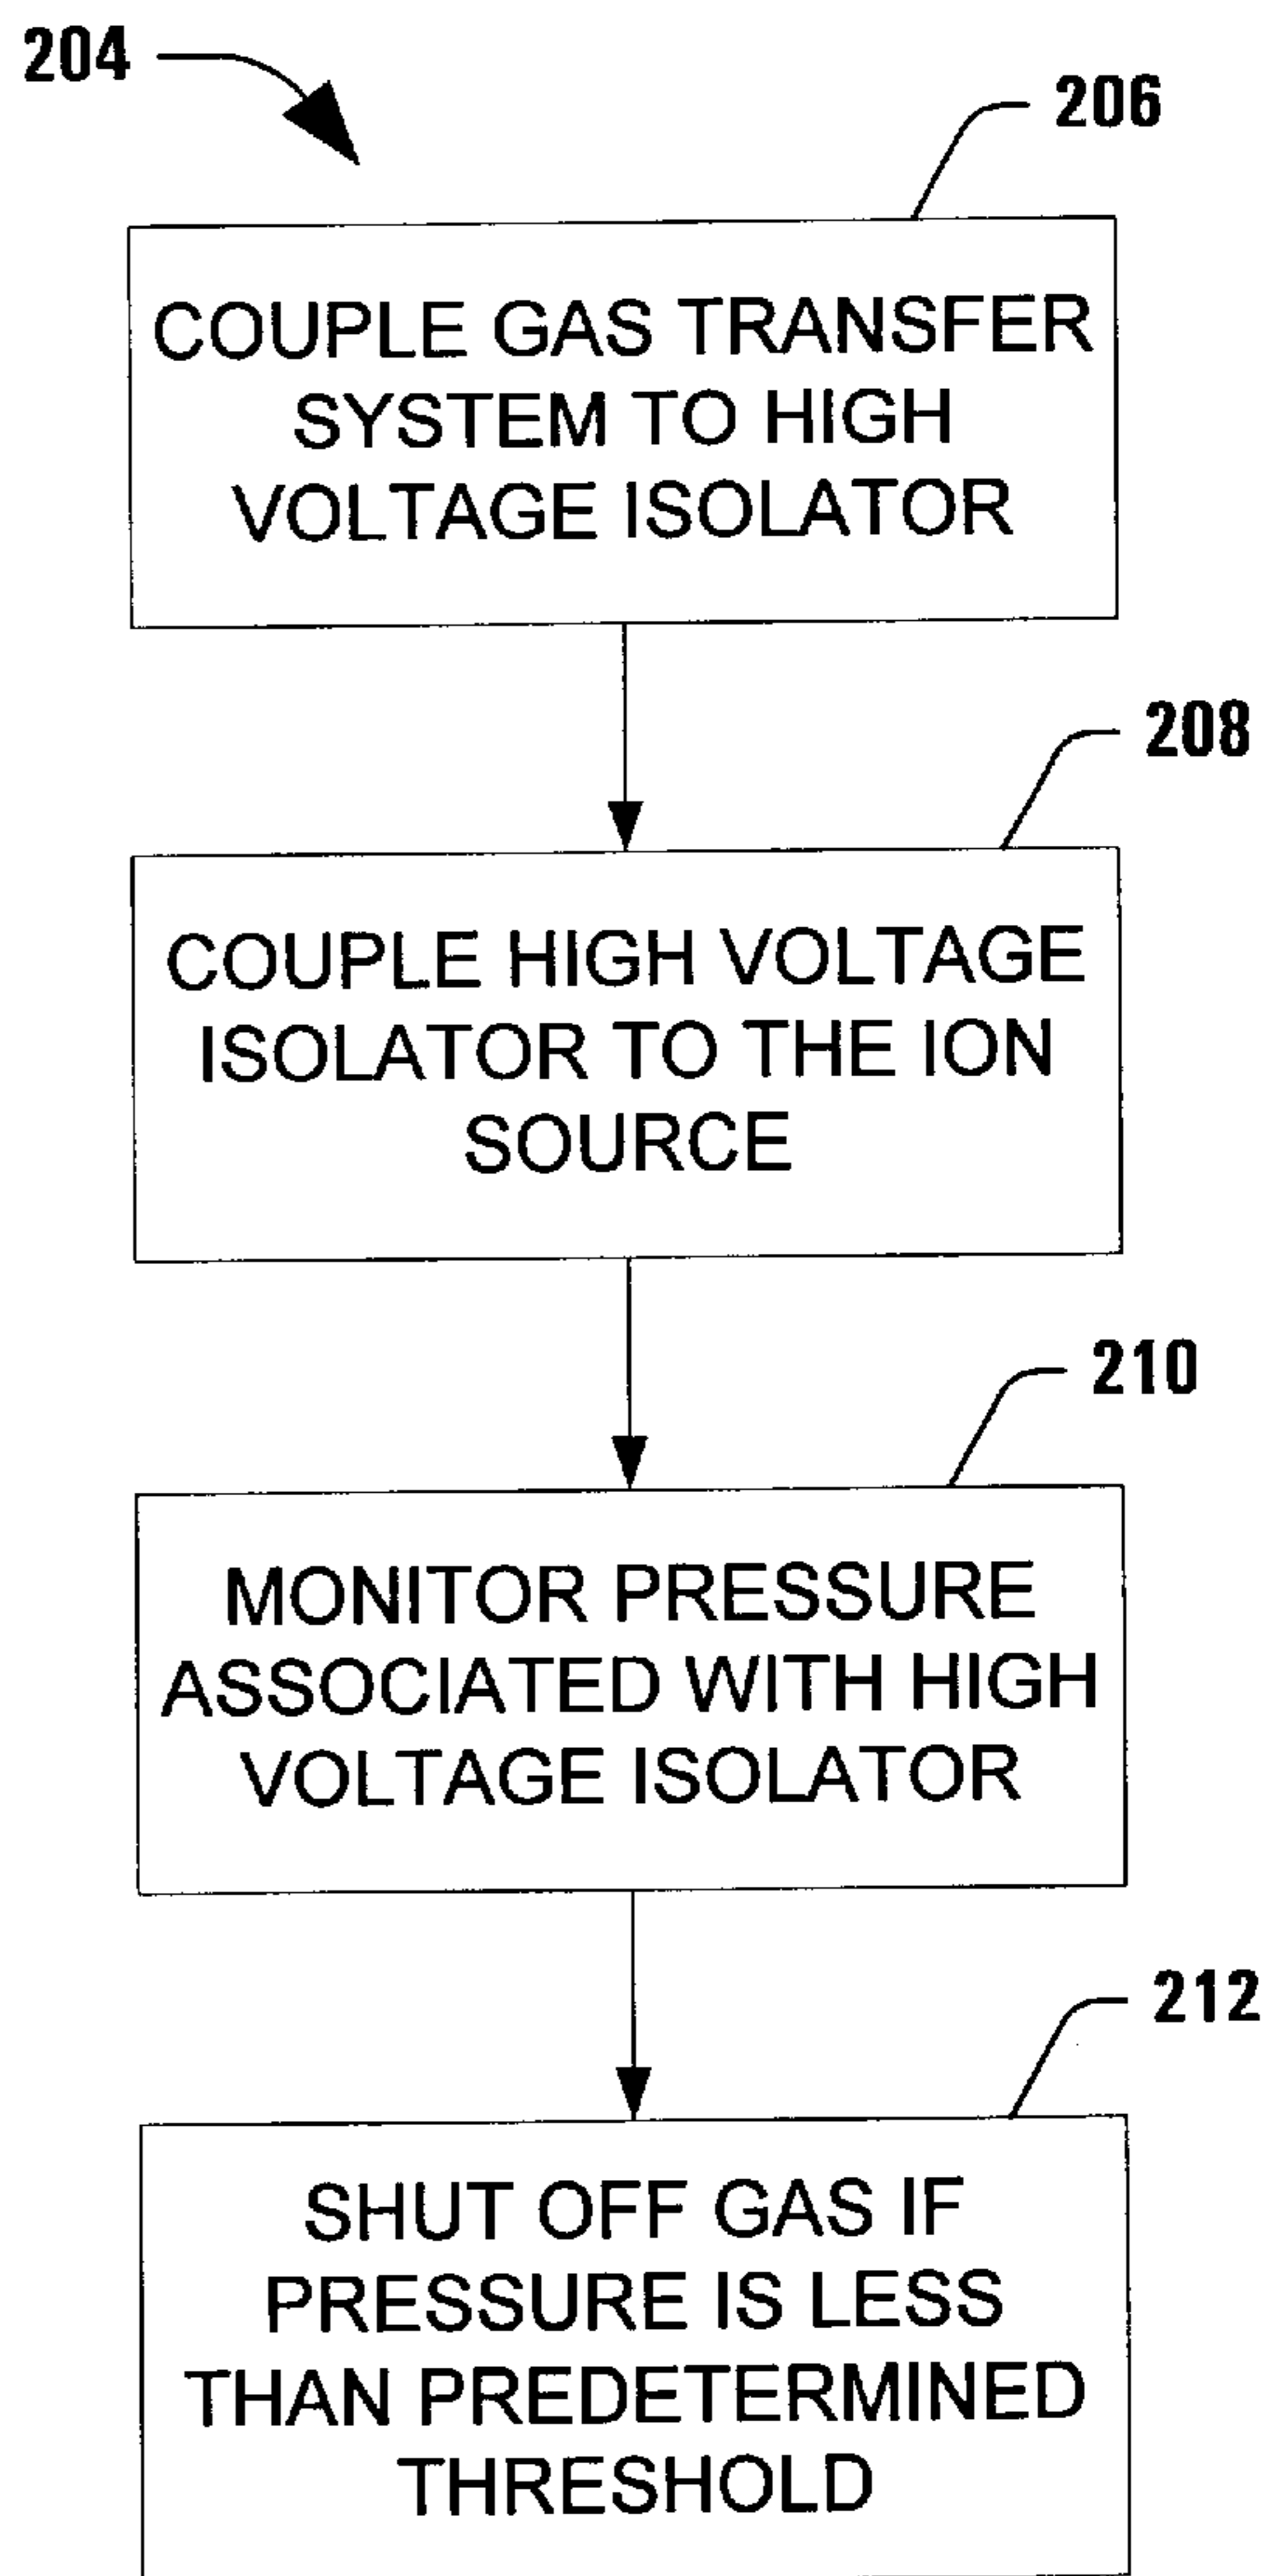 204
206
COUPLE GAS TRANSFER
SYSTEM TO HIGH
VOLTAGE ISOLATOR
208
COUPLE HIGH VOLTAGE
ISOLATOR TO THE ION
SOURCE
210
MONITOR PRESSURE
ASSOCIATED WITH HIGH
VOLTAGE ISOLATOR
212
SHUT OFF GAS IF
PRESSURE IS LESS
THAN PREDETERMINED
THRESHOLD